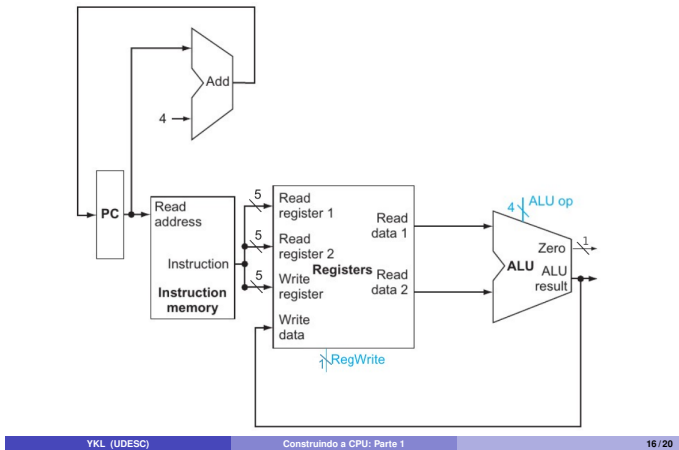 Add
4
PC
Read
address
Instruction
Instruction
memory
5
5
5
Read
register 1
Read
register 2
Write
register
Write
data
Registers
Read
data 1
Read
data 2
1
RegWrite
4
ALU op
Zero
1
ALU
ALU
result
YKL (UDESC)
Construindo a CPU: Parte 1
16 / 20